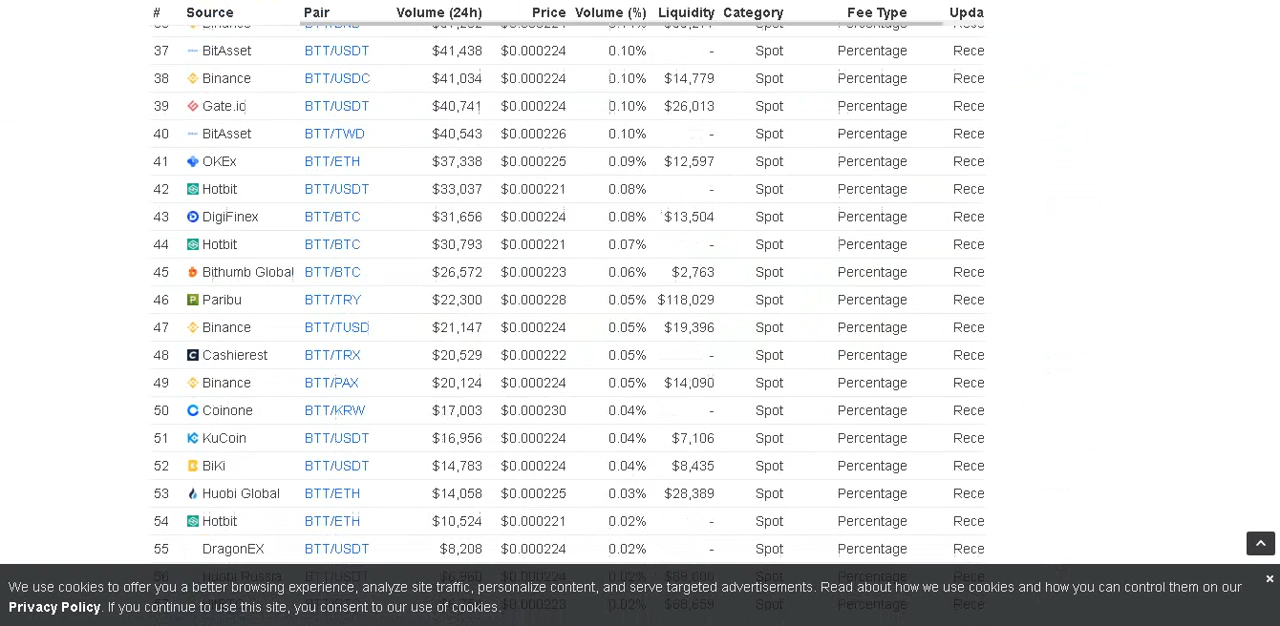 # Source Pair Volume (24h) Price Volume (%) Liquidity Category Fee Type Upda
37 BitAsset BTT/USDT $41,438 $0.000224 0.10% - Spot Percentage Rece
38 Binance BTT/USDC $41,034 $0.000224 0.10% $14,779 Spot Percentage Rece
39 Gate.io BTT/USDT $40,741 $0.000224 0.10% $26,013 Spot Percentage Rece
40 BitAsset BTT/TWD $40,543 $0.000226 0.10% - Spot Percentage Rece
41 OKEx BTT/ETH $37,338 $0.000225 0.09% $12,597 Spot Percentage Rece
42 Hotbit BTT/USDT $33,037 $0.000221 0.08% - Spot Percentage Rece
43 DigiFinex BTT/BTC $31,656 $0.000224 0.08% $13,504 Spot Percentage Rece
44 Hotbit BTT/BTC $30,793 $0.000221 0.07% - Spot Percentage Rece
45 Bithumb Global BTT/BTC $26,572 $0.000223 0.06% $2,763 Spot Percentage Rece
46 Paribu BTT/TRY $22,300 $0.000228 0.05% $118,029 Spot Percentage Rece
47 Binance BTT/TUSD $21,147 $0.000224 0.05% $19,396 Spot Percentage Rece
48 Cashierest BTT/TRX $20,529 $0.000222 0.05% - Spot Percentage Rece
49 Binance BTT/PAX $20,124 $0.000224 0.05% $14,090 Spot Percentage Rece
50 Coinone BTT/KRW $17,003 $0.000230 0.04% - Spot Percentage Rece
51 KuCoin BTT/USDT $16,956 $0.000224 0.04% $7,106 Spot Percentage Rece
52 BiKi BTT/USDT $14,783 $0.000224 0.04% $8,435 Spot Percentage Rece
53 Huobi Global BTT/ETH $14,058 $0.000225 0.03% $28,389 Spot Percentage Rece
54 Hotbit BTT/ETH $10,524 $0.000221 0.02% - Spot Percentage Rece
55 DragonEX BTT/USDT $8,208 $0.000224 0.02% - Spot Percentage Rece
We use cookies to offer you a better browsing experience, analyze site traffic, personalize content, and serve targeted advertisements. Read about how we use cookies and how you can control them on our
Privacy Policy. If you continue to use this site, you consent to our use of cookies.